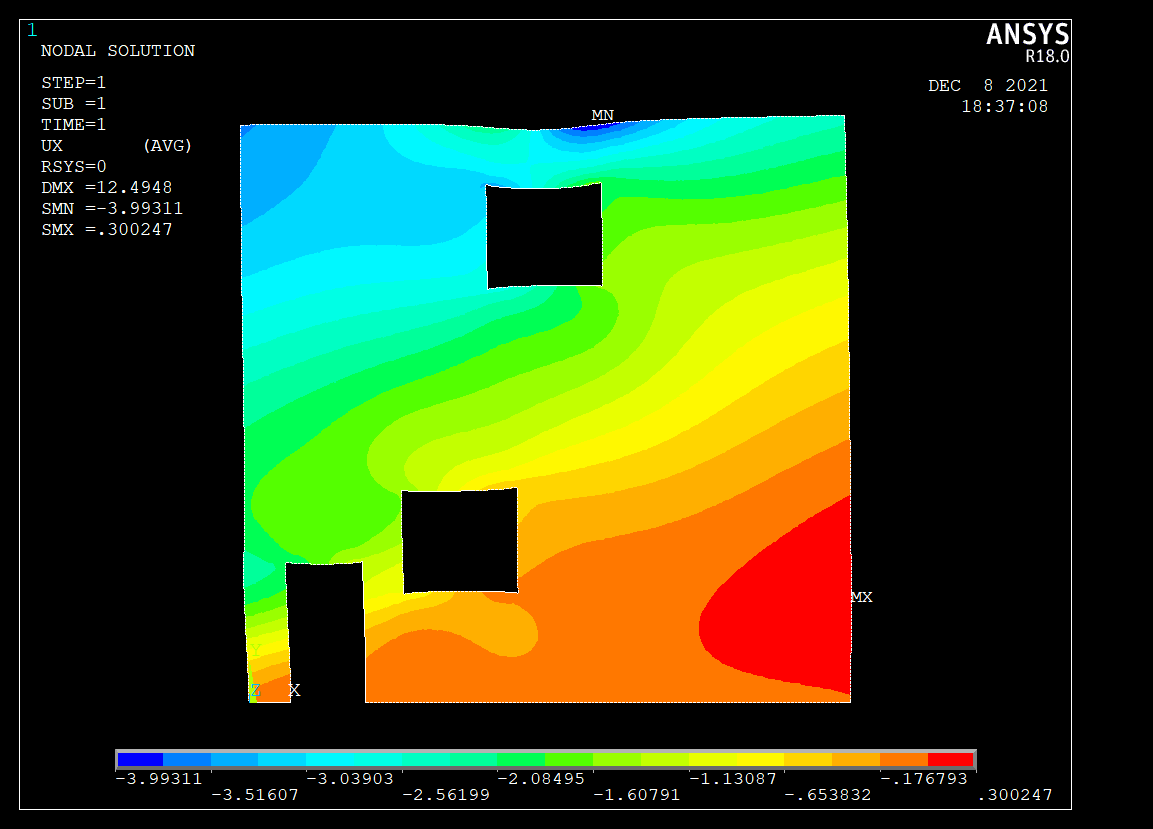 1
ANSYS
R18.0
NODAL SOLUTION
DEC 8 2021
18:37:08
STEP=1
SUB =1
TIME=1
UX (AVG)
RSYS=0
DMX =12.4948
SMN =-3.99311
SMX =.300247
MN
MX
Y
Z X
-3.99311 -3.03903 -2.08495 -1.13087 -.176793
-3.51607 -2.56199 -1.60791 -.653832 .300247